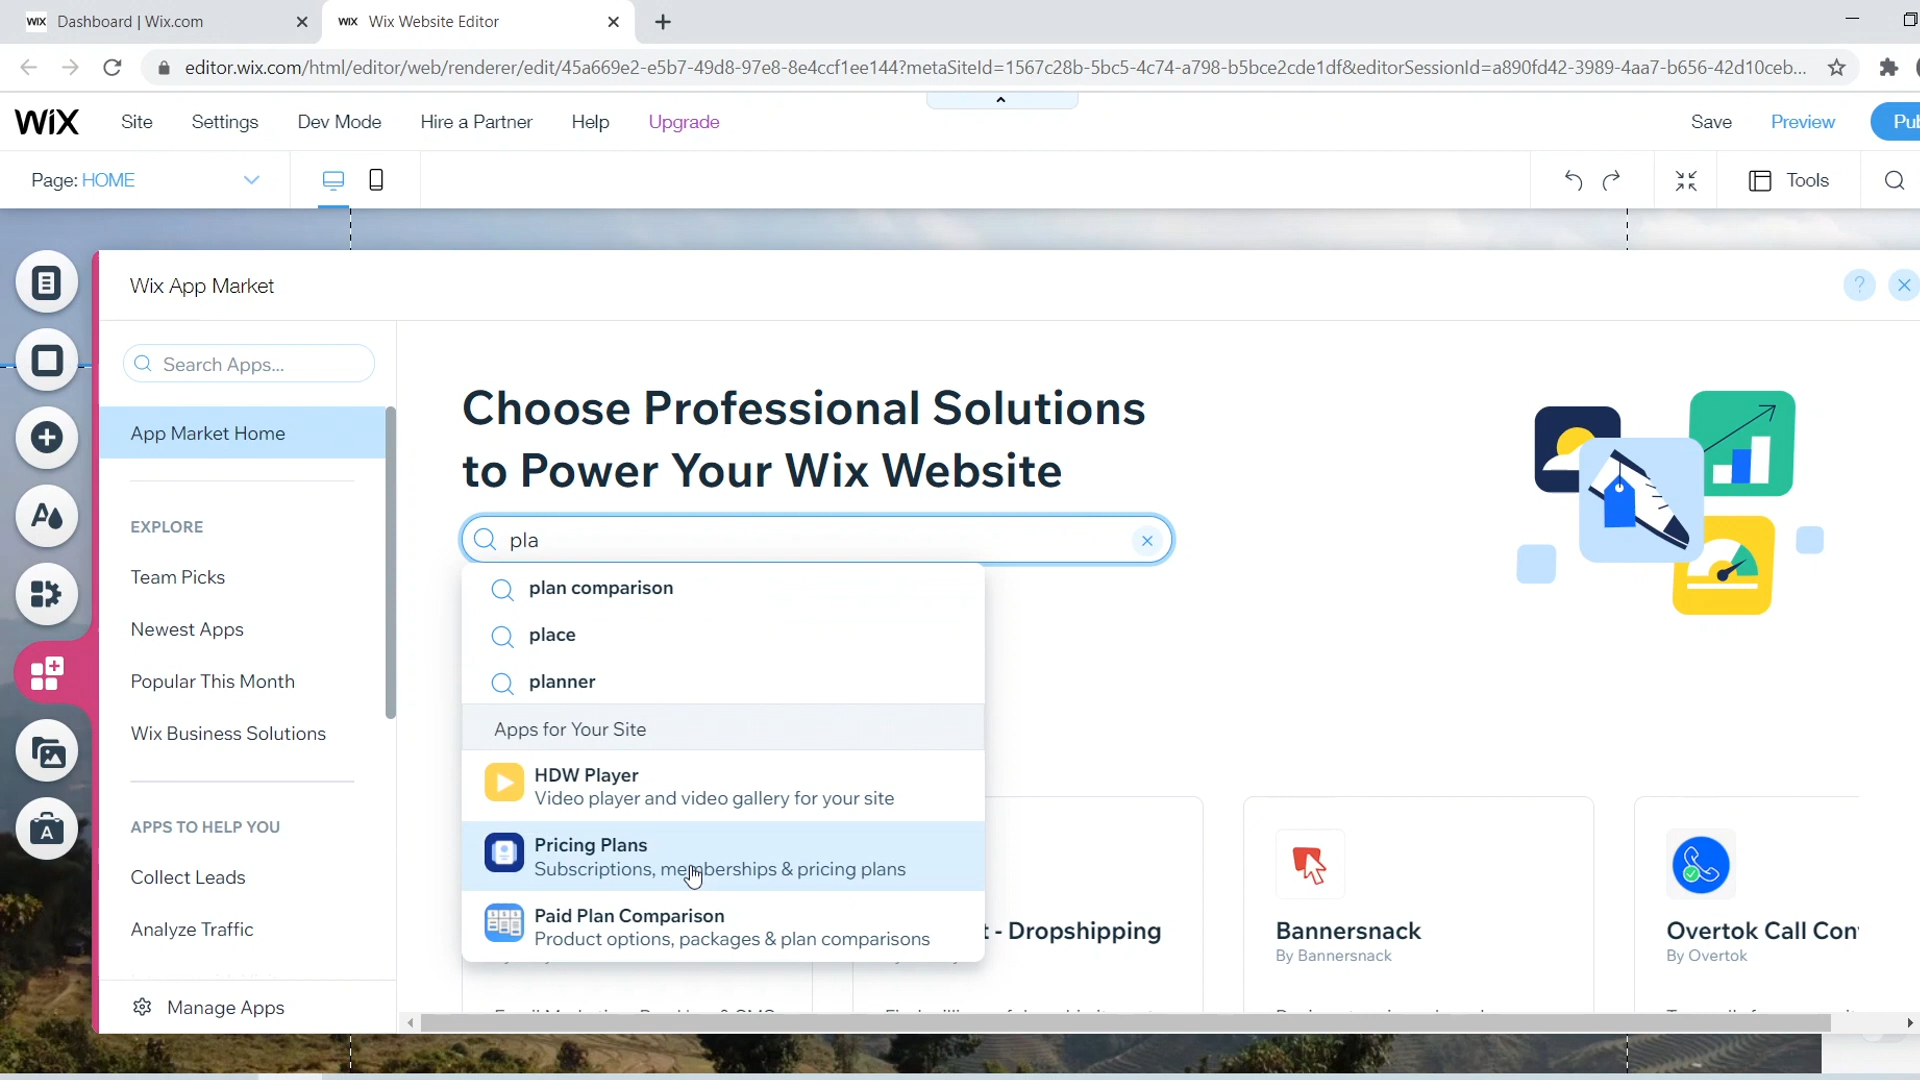 WiX Dashboard | Wix.com
WiX Wix Website Editor
editor.wix.com/html/editor/web/renderer/edit/45a669e2-e5b7-49d8-97e8-8e4ccf1ee144?metaSiteId=1567c28b-5bc5-4c74-a798-b5bce2cde1df&editorSessionId=a890fd42-3989-4aa7-b656-42d10ceb...
WiX Site Settings Dev Mode Hire a Partner Help Upgrade Save Preview Pub
Page: HOME Tools
Wix App Market ?
Search Apps...
App Market Home
EXPLORE
Team Picks
Newest Apps
Popular This Month
Wix Business Solutions
APPS TO HELP YOU
Collect Leads
Analyze Traffic
Manage Apps
Choose Professional Solutions
to Power Your Wix Website
pla
plan comparison
place
planner
Apps for Your Site
HDW Player
Video player and video gallery for your site
Pricing Plans
Subscriptions, memberships & pricing plans
Paid Plan Comparison
Product options, packages & plan comparisons
t - Dropshipping
Bannersnack
By Bannersnack
Overtok Call Con
By Overtok